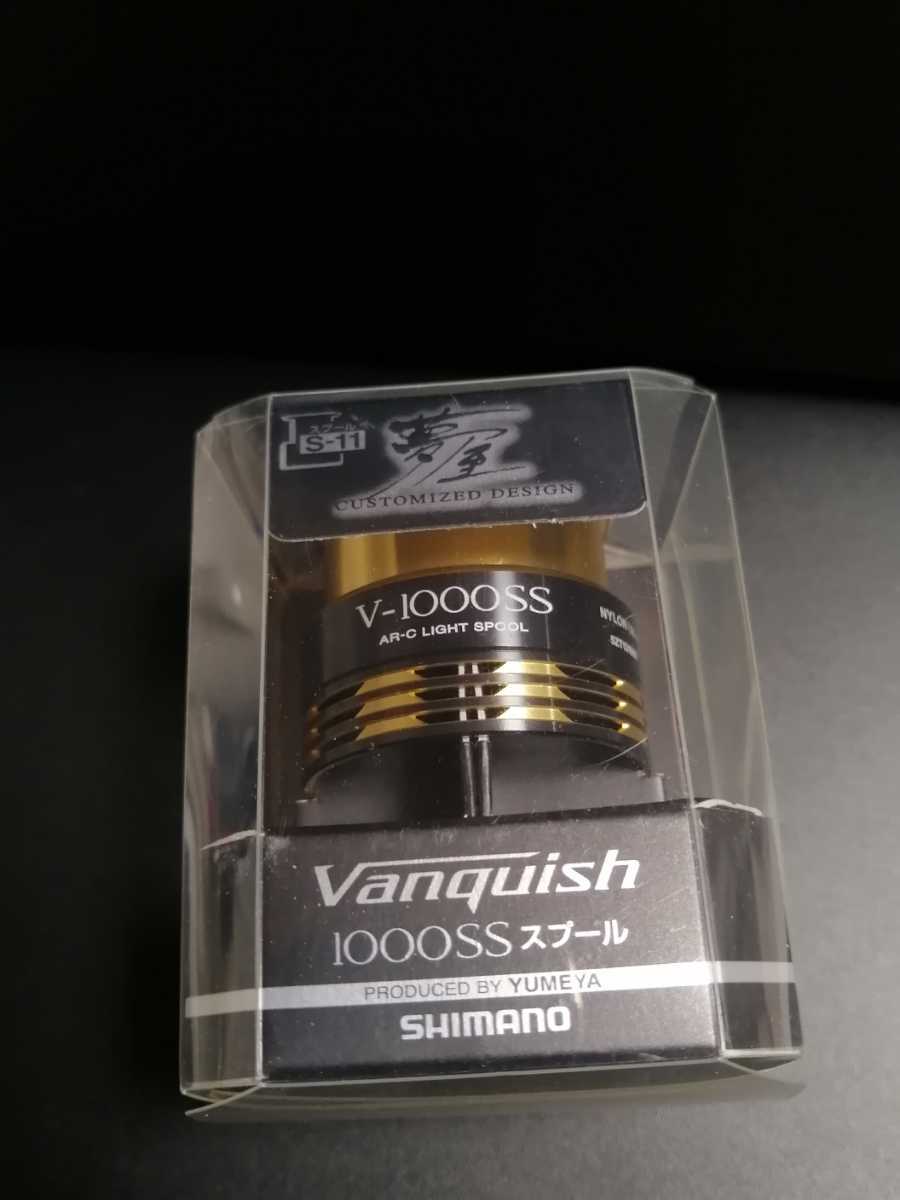 スプール
S-11
夢屋
CUSTOMIZED DESIGN
V-1000SS
AR-C LIGHT SPOOL
NYLON
Vanquish
1000SSスプール
PRODUCED BY YUMEYA
SHIMANO